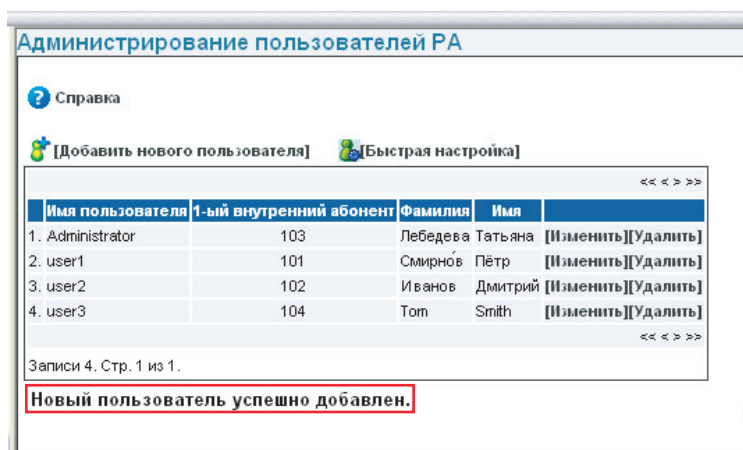 Администрирование пользователей РА
Справка
[Добавить нового пользователя] [Быстрая настройка]
<< < > >>
Имя пользователя 1-ый внутренний абонент Фамилия Имя
1. Administrator 103 Лебедева Татьяна [Изменить][Удалить]
2. user1 101 Смирно́в Пётр [Изменить][Удалить]
3. user2 102 Иванов Дмитрий [Изменить][Удалить]
4. user3 104 Tom Smith [Изменить][Удалить]
<< < > >>
Записи 4. Стр. 1 из 1.
Новый пользователь успешно добавлен.